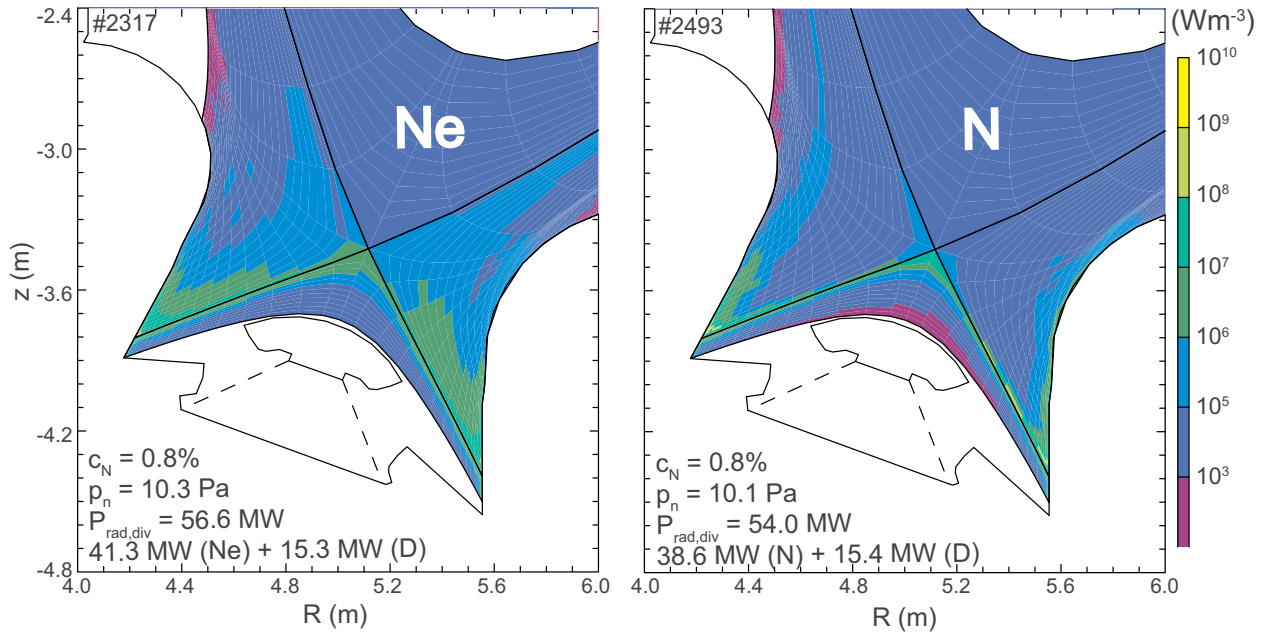 #2317
Ne
c_N = 0.8%
p_n = 10.3 Pa
P_rad,div = 56.6 MW
41.3 MW (Ne) + 15.3 MW (D)
z (m)
-2.4
-3.0
-3.6
-4.2
-4.8
4.0 4.4 4.8 5.2 5.6 6.0
R (m)
#2493
N
c_N = 0.8%
p_n = 10.1 Pa
P_rad,div = 54.0 MW
38.6 MW (N) + 15.4 MW (D)
4.0 4.4 4.8 5.2 5.6 6.0
R (m)
(Wm⁻³)
10¹⁰
10⁹
10⁸
10⁷
10⁶
10⁵
10³